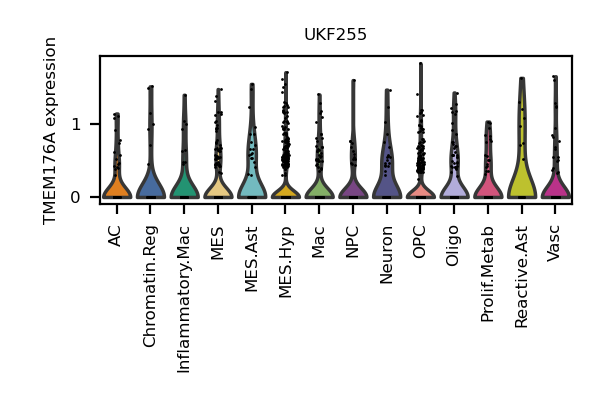 UKF255
TMEM176A expression
1
0
AC
Chromatin.Reg
Inflammatory.Mac
MES
MES.Ast
MES.Hyp
Mac
NPC
Neuron
OPC
Oligo
Prolif.Metab
Reactive.Ast
Vasc